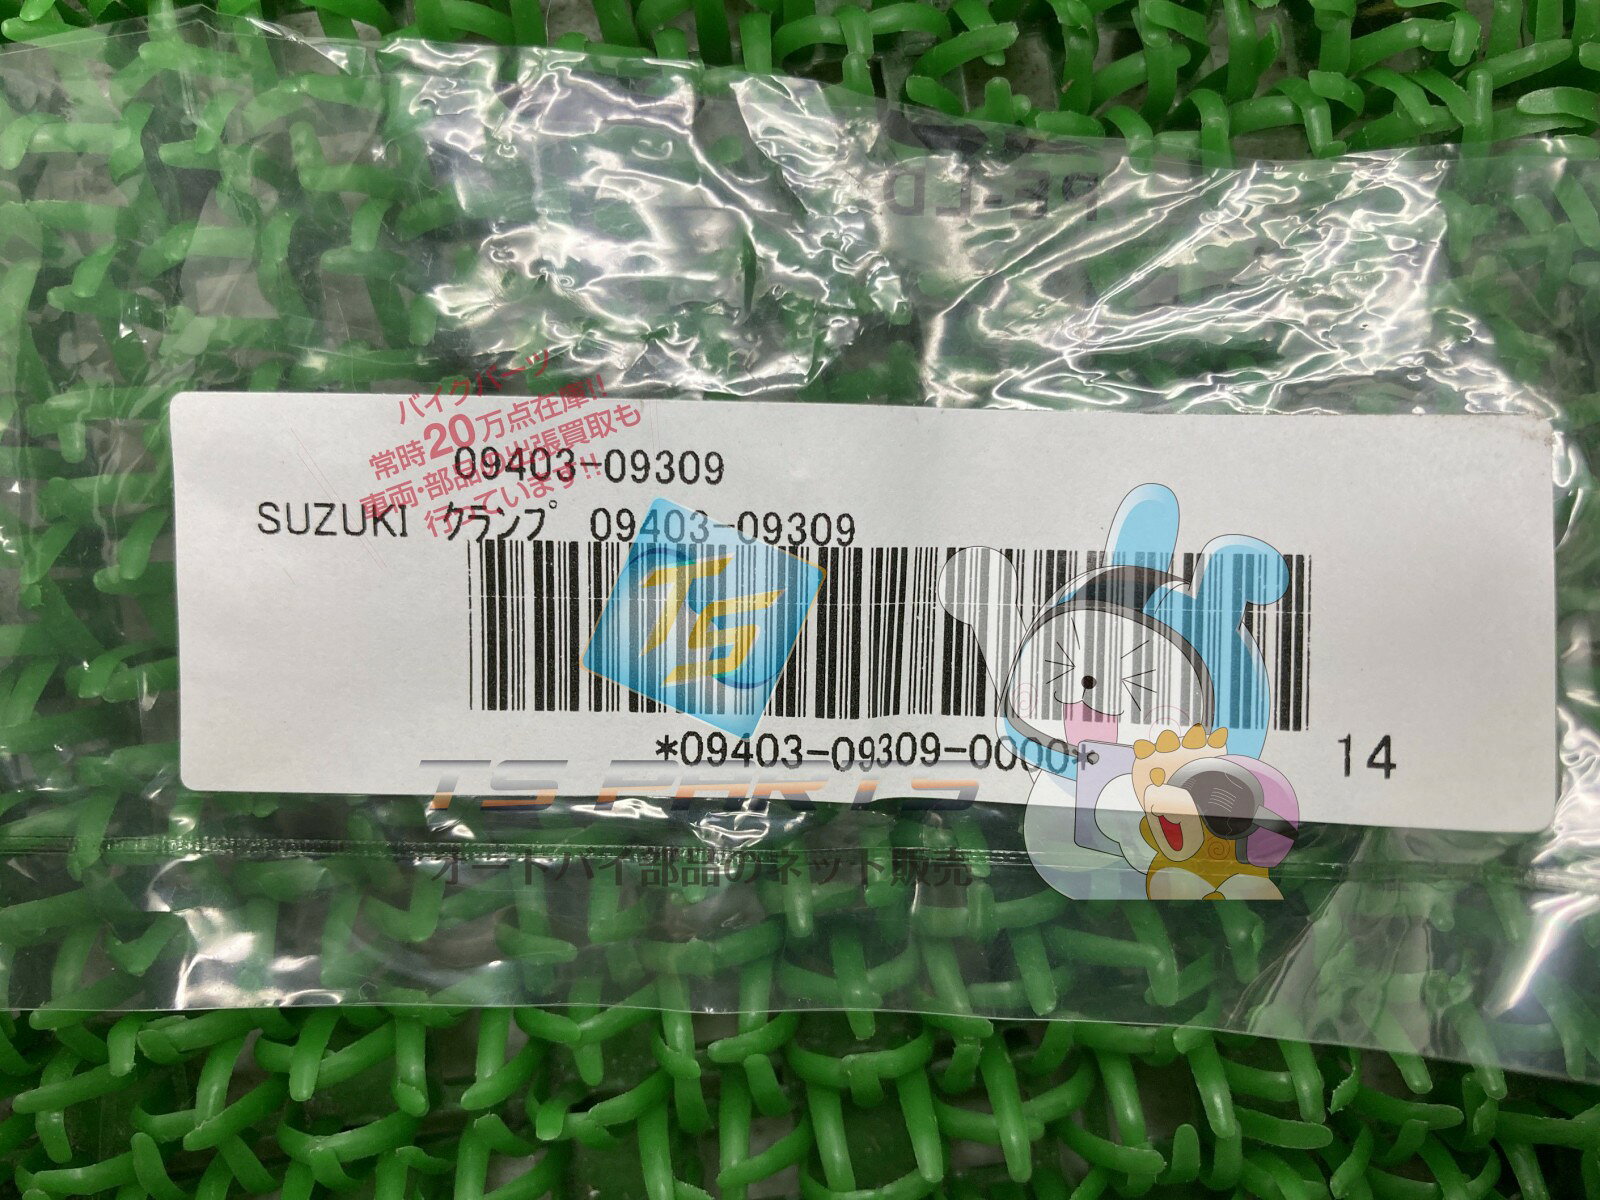 PE-LD
バイクパーツ
常時20万点在庫!!
車両・部品の出張買取も
行っています!!
09403-09309
SUZUKI クランプ 09403-09309
TS
*09403-09309-0000*
14
TS PARTS
オートバイ部品のネット販売